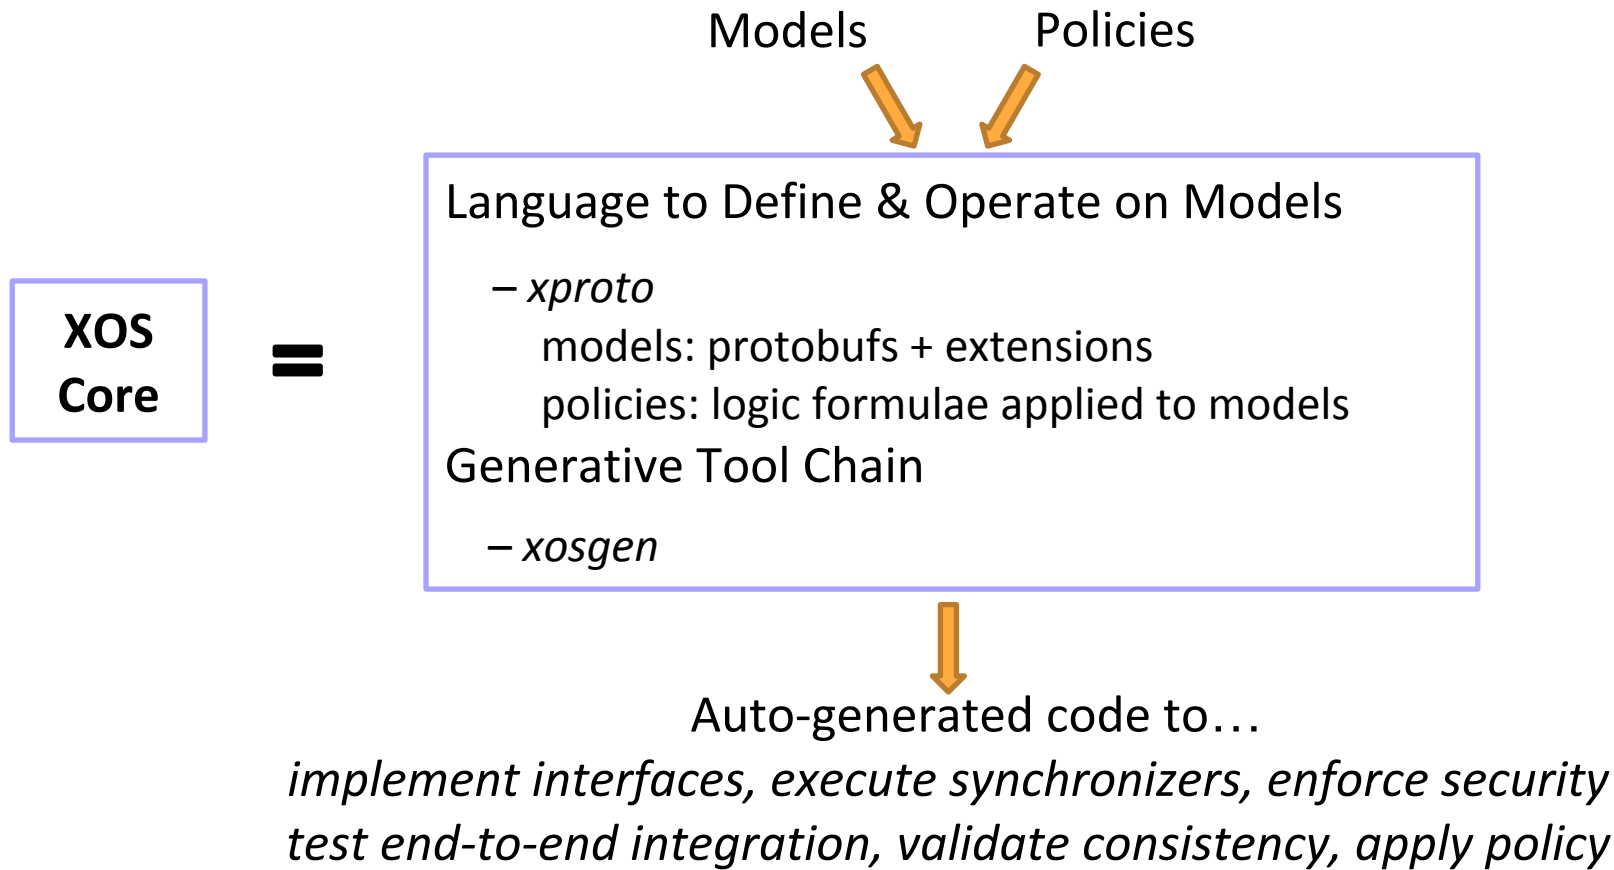 Models
Policies
Language to Define & Operate on Models
– xproto
models: protobufs + extensions
policies: logic formulae applied to models
Generative Tool Chain
– xosgen
XOS
Core
=
Auto-generated code to…
implement interfaces, execute synchronizers, enforce security
test end-to-end integration, validate consistency, apply policy